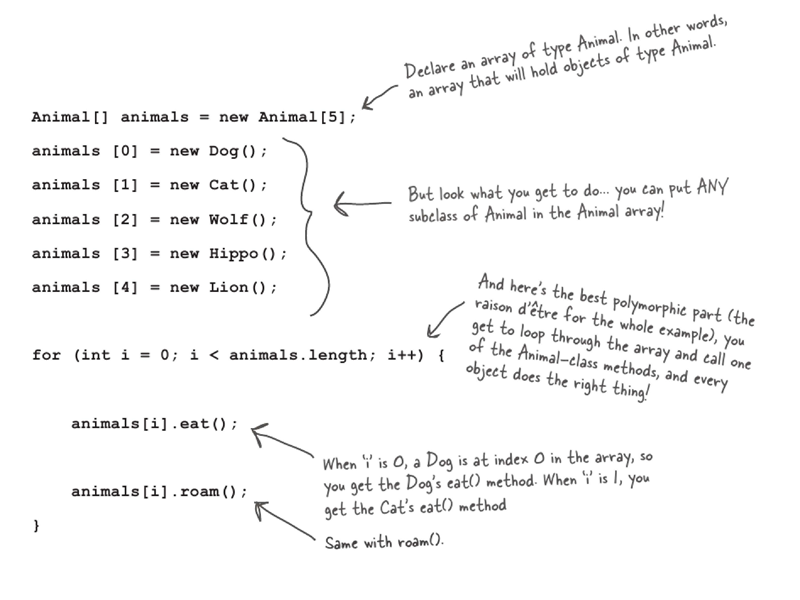 Declare an array of type Animal. In other words,
an array that will hold objects of type Animal.
Animal[] animals = new Animal[5];
animals [0] = new Dog();
animals [1] = new Cat();
animals [2] = new Wolf();
animals [3] = new Hippo();
animals [4] = new Lion();
But look what you get to do... you can put ANY
subclass of Animal in the Animal array!
And here's the best polymorphic part (the
raison d'être for the whole example), you
get to loop through the array and call one
of the Animal-class methods, and every
object does the right thing!
for (int i = 0; i < animals.length; i++) {
animals[i].eat();
When 'i' is 0, a Dog is at index 0 in the array, so
you get the Dog's eat() method. When 'i' is 1, you
get the Cat's eat() method
animals[i].roam();
Same with roam().
}